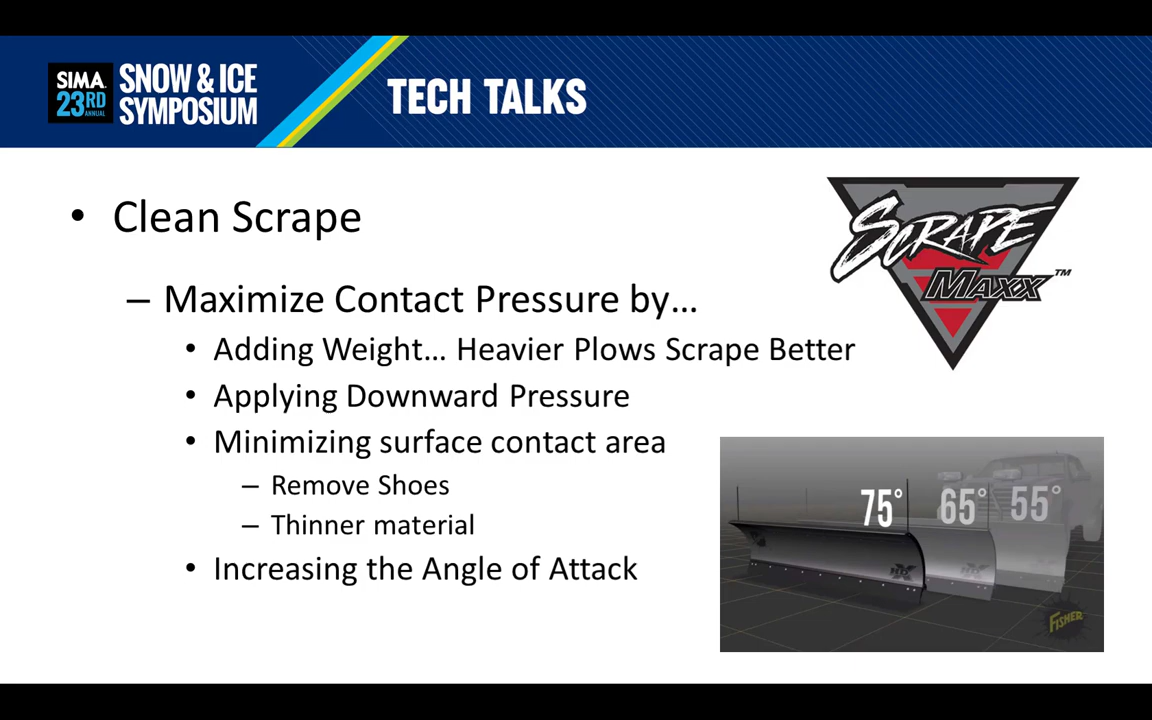 SIMA
23RD
ANNUAL
SNOW & ICE
SYMPOSIUM
TECH TALKS
• Clean Scrape
– Maximize Contact Pressure by…
• Adding Weight… Heavier Plows Scrape Better
• Applying Downward Pressure
• Minimizing surface contact area
– Remove Shoes
– Thinner material
• Increasing the Angle of Attack
SCRAPE
MAXX™
75° 65° 55°
HDX HDX
FISHER